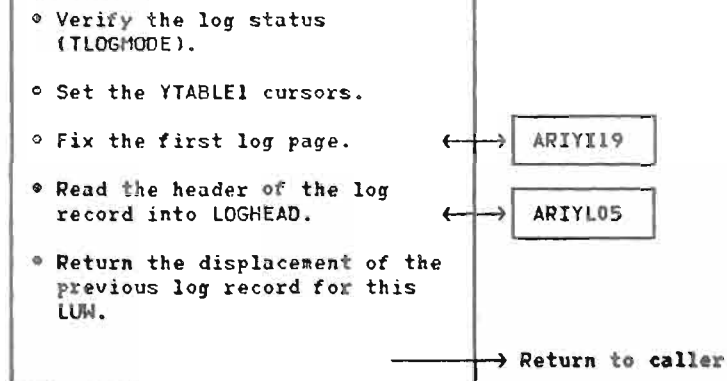 ° Verify the log status
(TLOGMODE).
° Set the YTABLE1 cursors.
° Fix the first log page.
ARIYI19
° Read the header of the log
record into LOGHEAD.
ARIYL05
° Return the displacement of the
previous log record for this
LUW.
Return to caller